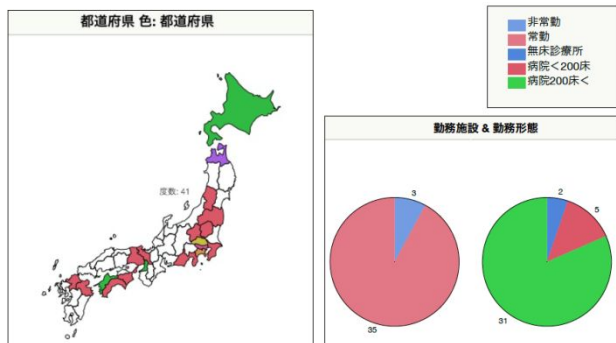 都道府県 色: 都道府県
度数: 41
非常勤
常勤
無床診療所
病院<200床
病院200床<
勤務施設 & 勤務形態
3
35
2
5
31